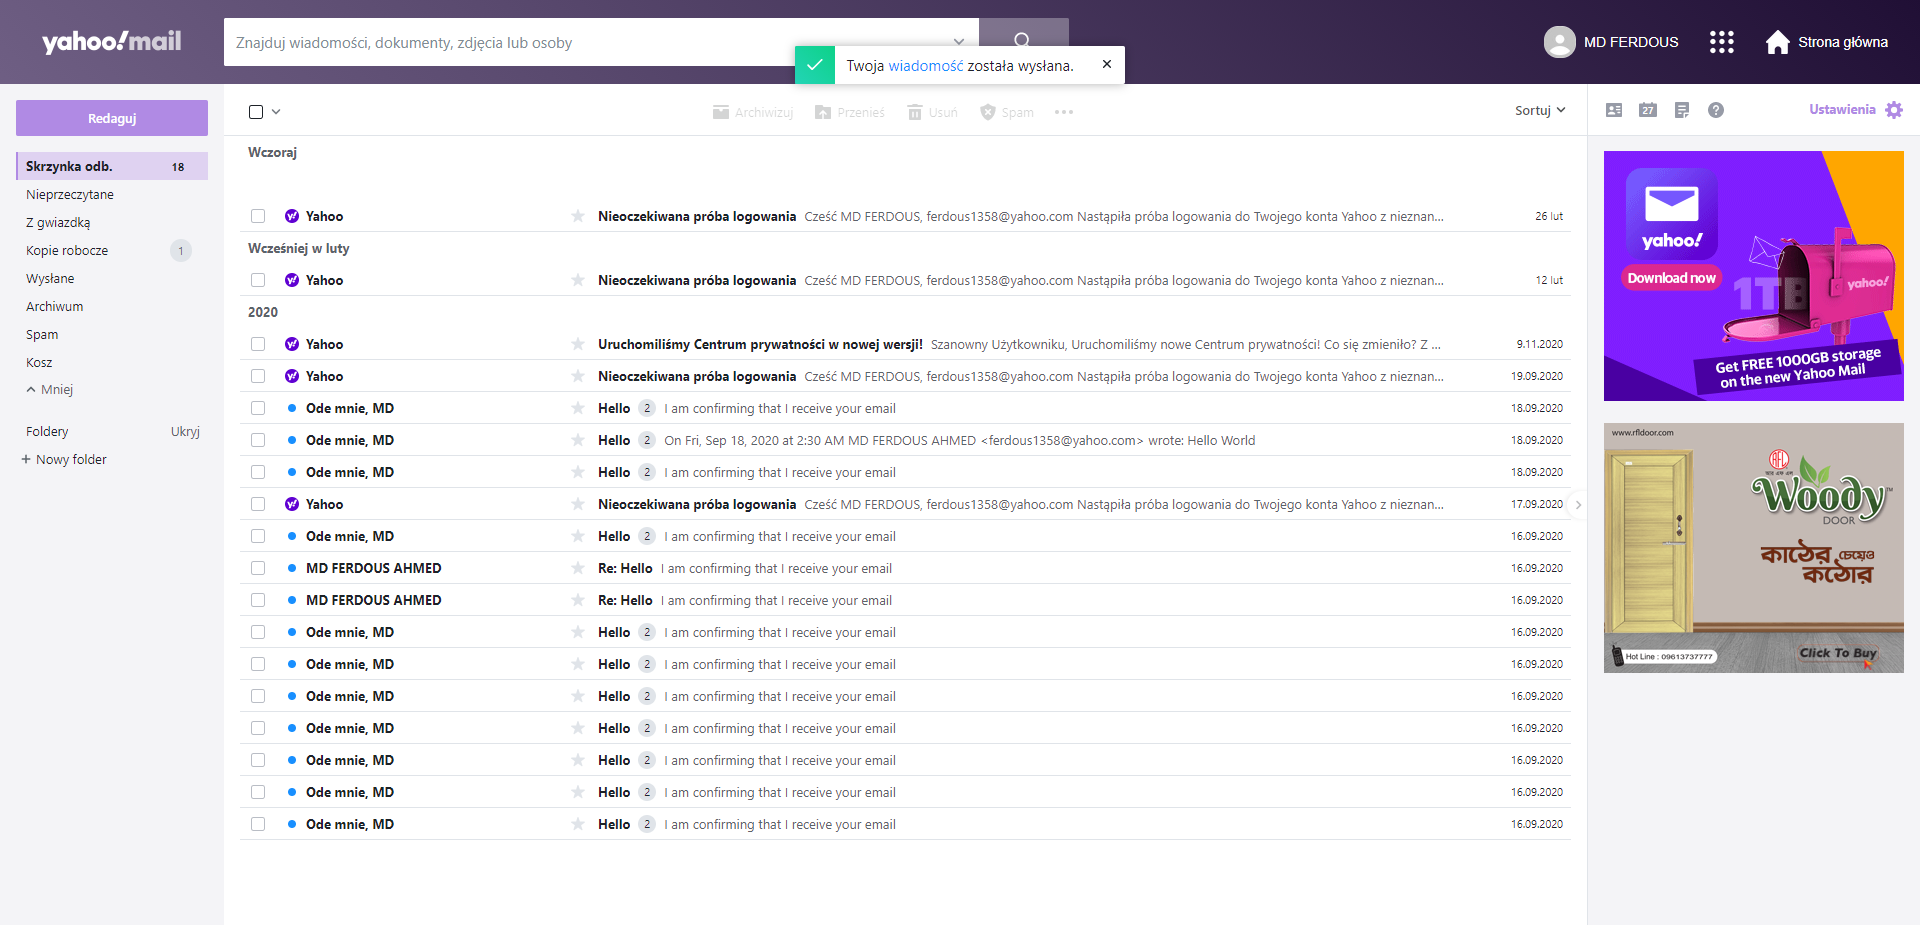 yahoo!mail
Znajduj wiadomości, dokumenty, zdjęcia lub osoby
MD FERDOUS
Strona główna
Twoja wiadomość została wysłana.
Redaguj
Skrzynka odb. 18
Nieprzeczytane
Z gwiazdką
Kopie robocze 1
Wysłane
Archiwum
Spam
Kosz
Mniej
Foldery Ukryj
+ Nowy folder
Archiwizuj Przenieś Usuń Spam
Sortuj
Wczoraj
Yahoo Nieoczekiwana próba logowania Cześć MD FERDOUS, ferdous1358@yahoo.com Nastąpiła próba logowania do Twojego konta Yahoo z nieznan... 26 lut
Wcześniej w luty
Yahoo Nieoczekiwana próba logowania Cześć MD FERDOUS, ferdous1358@yahoo.com Nastąpiła próba logowania do Twojego konta Yahoo z nieznan... 12 lut
2020
Yahoo Uruchomiliśmy Centrum prywatności w nowej wersji! Szanowny Użytkowniku, Uruchomiliśmy nowe Centrum prywatności! Co się zmieniło? Z ... 9.11.2020
Yahoo Nieoczekiwana próba logowania Cześć MD FERDOUS, ferdous1358@yahoo.com Nastąpiła próba logowania do Twojego konta Yahoo z nieznan... 19.09.2020
Ode mnie, MD Hello 2 I am confirming that I receive your email 18.09.2020
Ode mnie, MD Hello 2 On Fri, Sep 18, 2020 at 2:30 AM MD FERDOUS AHMED <ferdous1358@yahoo.com> wrote: Hello World 18.09.2020
Ode mnie, MD Hello 2 I am confirming that I receive your email 18.09.2020
Yahoo Nieoczekiwana próba logowania Cześć MD FERDOUS, ferdous1358@yahoo.com Nastąpiła próba logowania do Twojego konta Yahoo z nieznan... 17.09.2020
Ode mnie, MD Hello 2 I am confirming that I receive your email 16.09.2020
MD FERDOUS AHMED Re: Hello I am confirming that I receive your email 16.09.2020
MD FERDOUS AHMED Re: Hello I am confirming that I receive your email 16.09.2020
Ode mnie, MD Hello 2 I am confirming that I receive your email 16.09.2020
Ode mnie, MD Hello 2 I am confirming that I receive your email 16.09.2020
Ode mnie, MD Hello 2 I am confirming that I receive your email 16.09.2020
Ode mnie, MD Hello 2 I am confirming that I receive your email 16.09.2020
Ode mnie, MD Hello 2 I am confirming that I receive your email 16.09.2020
Ode mnie, MD Hello 2 I am confirming that I receive your email 16.09.2020
Ode mnie, MD Hello 2 I am confirming that I receive your email 16.09.2020
27
Ustawienia
yahoo!
Download now
1TB
yahoo!
Get FREE 1000GB storage
on the new Yahoo Mail
www.rfldoor.com
RFL
আর এফ এল
Woody™
DOOR
কাঠের চেয়েও
কঠোর
Hot Line : 09613737777
Click To Buy